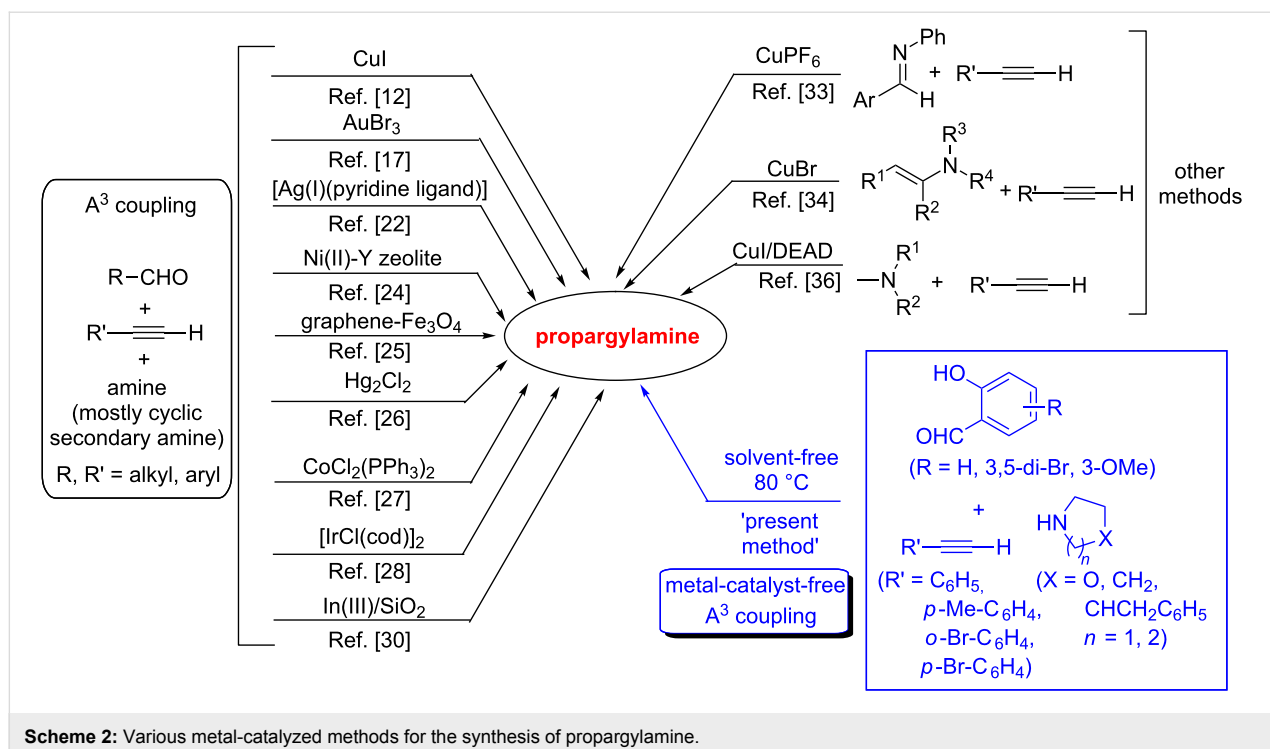 A³ coupling
R–CHO
+
R'–≡–H
+
amine
(mostly cyclic
secondary amine)
R, R' = alkyl, aryl
CuI
Ref. [12]
AuBr₃
Ref. [17]
[Ag(I)(pyridine ligand)]
Ref. [22]
Ni(II)-Y zeolite
Ref. [24]
graphene-Fe₃O₄
Ref. [25]
Hg₂Cl₂
Ref. [26]
CoCl₂(PPh₃)₂
Ref. [27]
[IrCl(cod)]₂
Ref. [28]
In(III)/SiO₂
Ref. [30]
propargylamine
CuPF₆
Ref. [33]
N Ph
Ar H
+
R' H
CuBr
Ref. [34]
R³
R¹ N R⁴
R²
+
R' H
CuI/DEAD
Ref. [36]
R¹
N
R²
+
R' H
other
methods
solvent-free
80 °C
'present
method'
metal-catalyst-free
A³ coupling
HO
R
OHC
(R = H, 3,5-di-Br, 3-OMe)
+
R' H
HN
X
n
(R' = C₆H₅,
p-Me-C₆H₄,
o-Br-C₆H₄,
p-Br-C₆H₄)
(X = O, CH₂,
CHCH₂C₆H₅
n = 1, 2)
Scheme 2: Various metal-catalyzed methods for the synthesis of propargylamine.